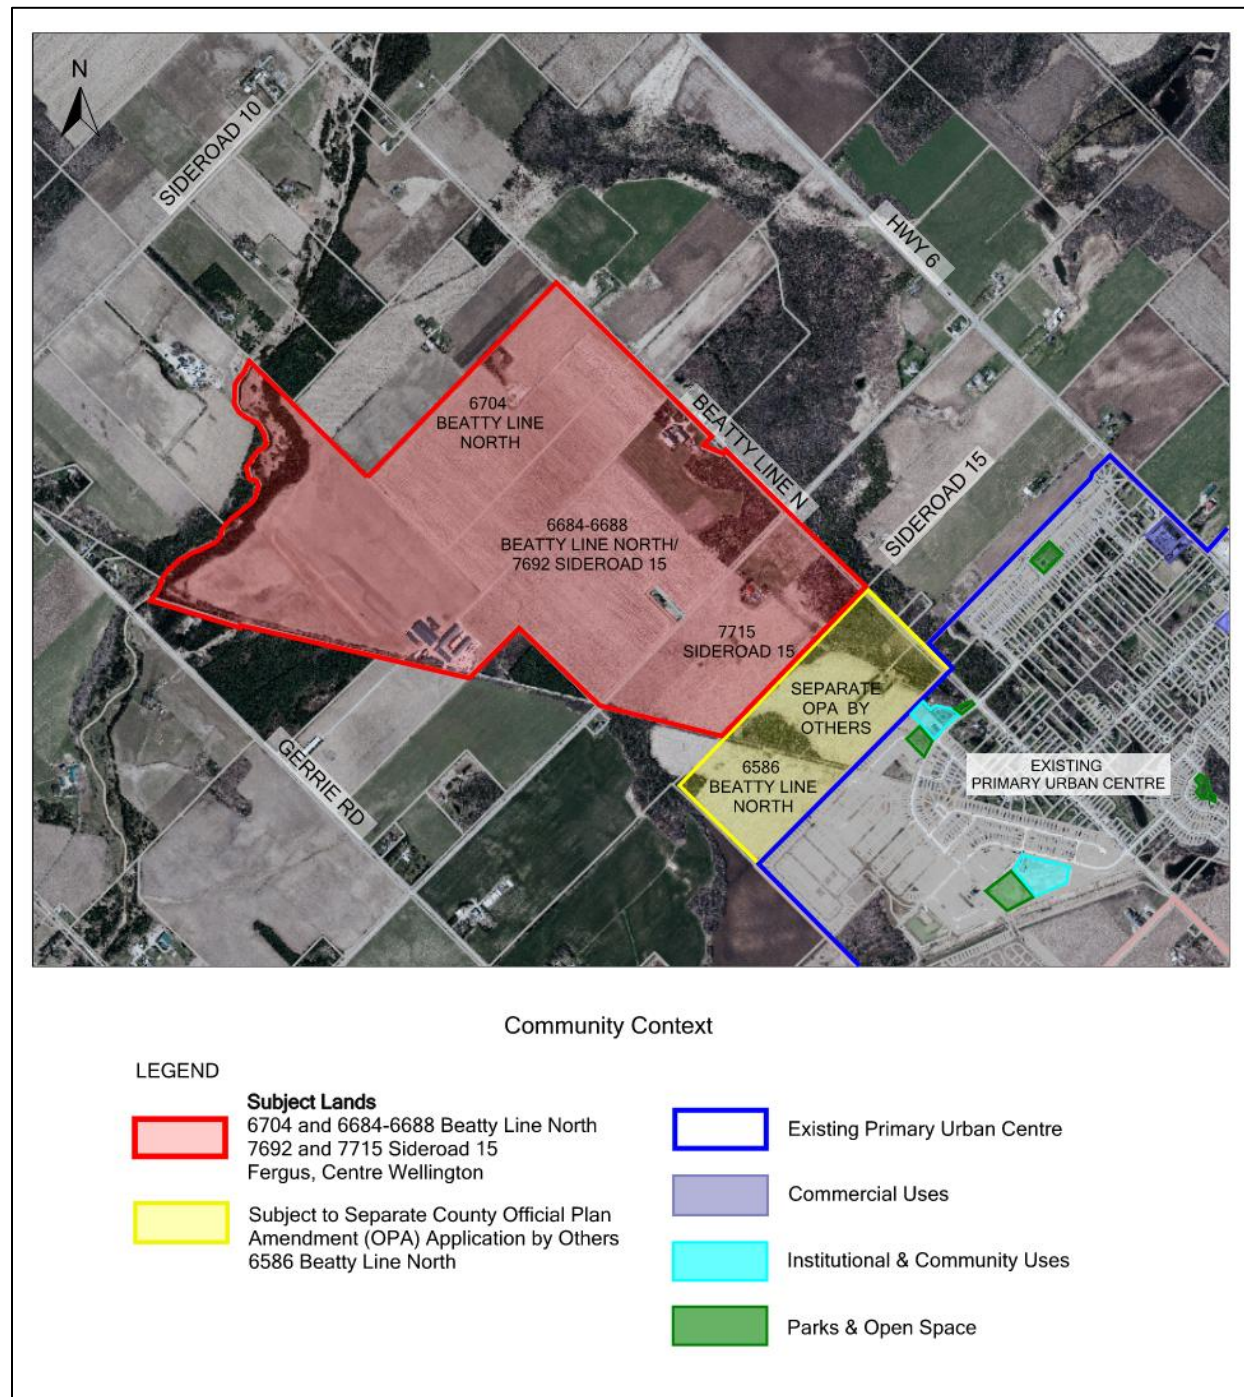 N
SIDEROAD 10
HWY 6
6704
BEATTY LINE
NORTH
BEATTY LINE N
SIDEROAD 15
6684-6688
BEATTY LINE NORTH/
7692 SIDEROAD 15
7715
SIDEROAD 15
SEPARATE
OPA BY
OTHERS
6586
BEATTY LINE
NORTH
EXISTING
PRIMARY URBAN CENTRE
GERRIE RD
Community Context
LEGEND
Subject Lands
6704 and 6684-6688 Beatty Line North
7692 and 7715 Sideroad 15
Fergus, Centre Wellington
Subject to Separate County Official Plan
Amendment (OPA) Application by Others
6586 Beatty Line North
Existing Primary Urban Centre
Commercial Uses
Institutional & Community Uses
Parks & Open Space